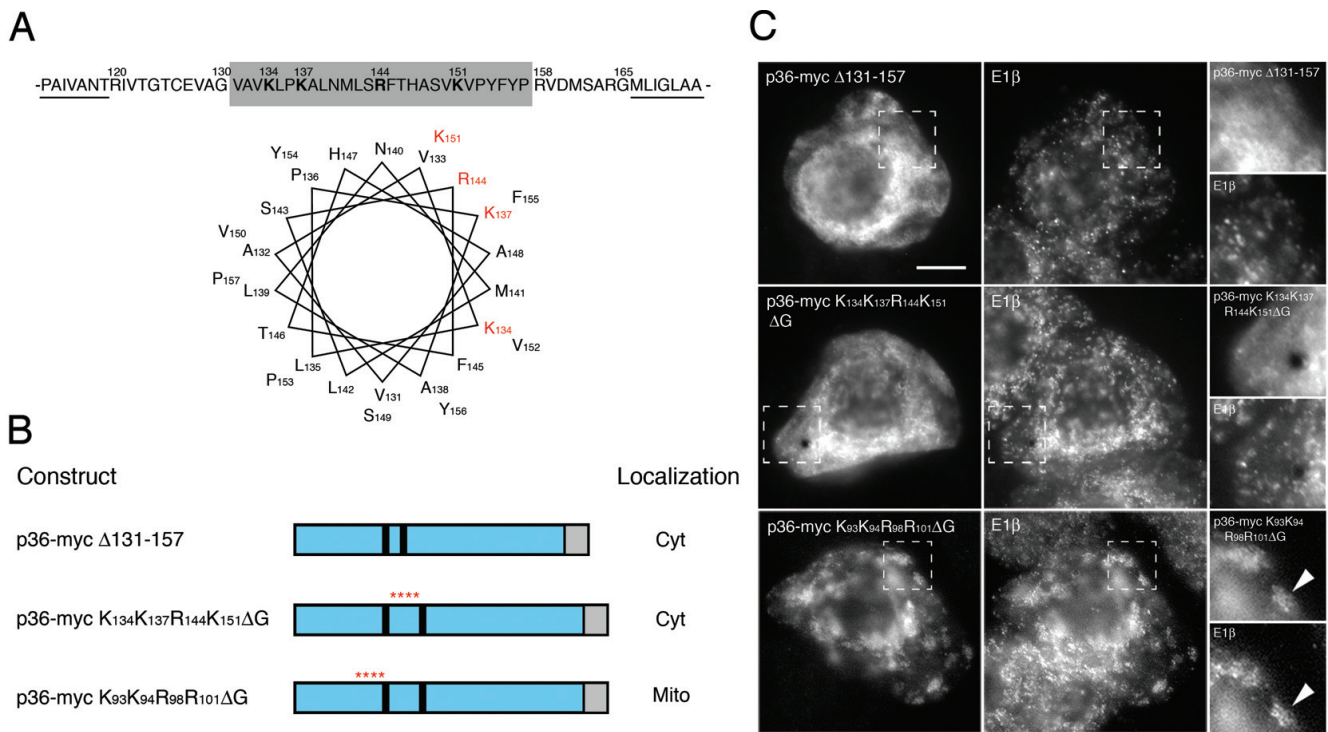 A
120 130 134 137 144 151 158 165
-PAIVANTRIVTGTCEVAG VAVKLPKALNMLSRFTHASVKVPYFYP RVDMSARGMLIGLAA-
K151
Y154 H147 N140 V133
P136 R144
F155
S143 K137
V150
A132 A148
P157
L139 M141
T146 K134
V152
L135 F145
P153 L142 V131 A138
S149 Y156
B
Construct Localization
p36-myc Δ131-157 Cyt
****
p36-myc K134K137R144K151ΔG Cyt
****
p36-myc K93K94R98R101ΔG Mito
C
p36-myc Δ131-157 E1β p36-myc Δ131-157
E1β
p36-myc K134K137R144K151
ΔG
E1β
p36-myc K134K137
R144K151ΔG
E1β
p36-myc K93K94R98R101ΔG E1β p36-myc K93K94
R98R101ΔG
E1β